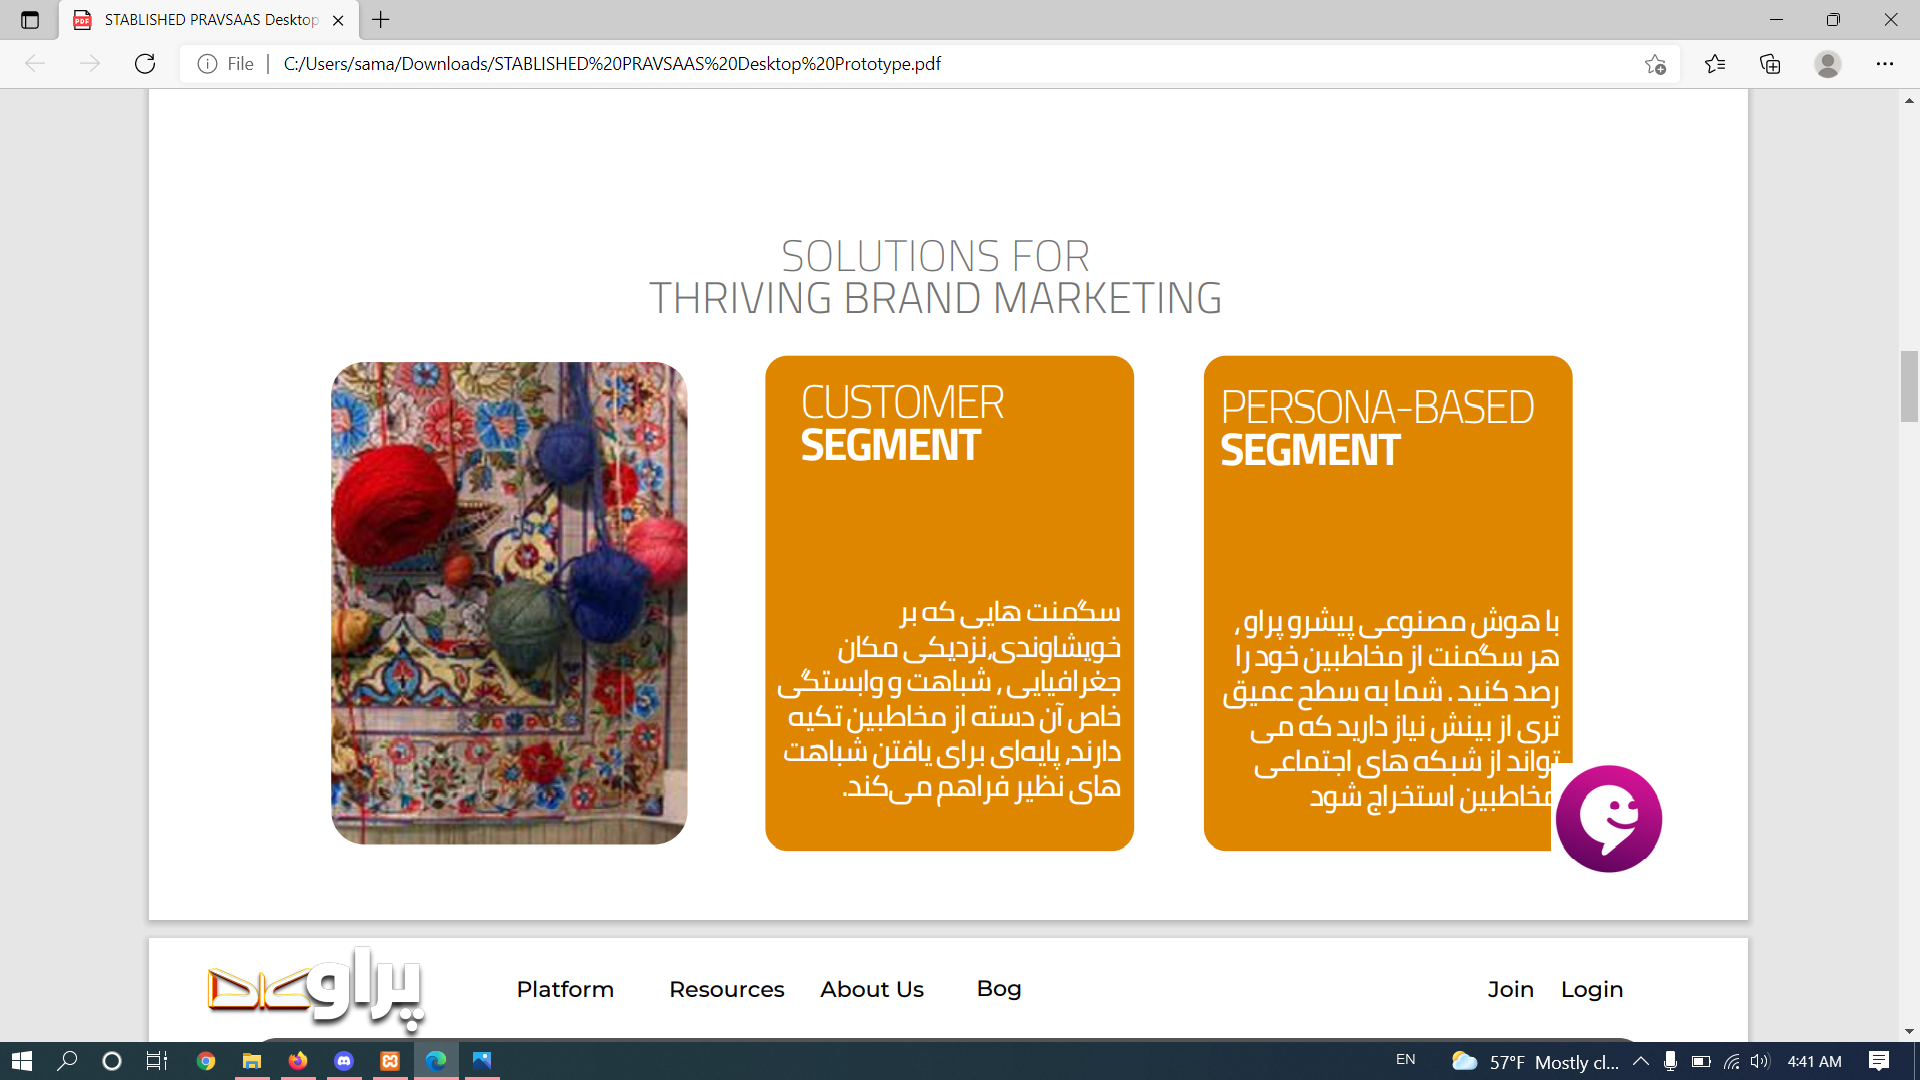 STABLISHED PRAVSAAS Desktop
File
C:/Users/sama/Downloads/STABLISHED%20PRAVSAAS%20Desktop%20Prototype.pdf
SOLUTIONS FOR
THRIVING BRAND MARKETING
CUSTOMER
SEGMENT
سگمنت هایی که بر
خویشاوندی,نزدیکی مکان
جغرافیایی , شباهت و وابستگی
خاص آن دسته از مخاطبین تکیه
دارند, پایه‌ای برای یافتن شباهت
های نظیر فراهم می‌کند.
PERSONA-BASED
SEGMENT
با هوش مصنوعی پیشرو پراو ,
هر سگمنت از مخاطبین خود را
رصد کنید . شما به سطح عمیق
تری از بینش نیاز دارید که می
تواند از شبکه های اجتماعی
مخاطبین استخراج شود
پراو
Platform
Resources
About Us
Bog
Join
Login
EN
57°F Mostly cl...
4:41 AM